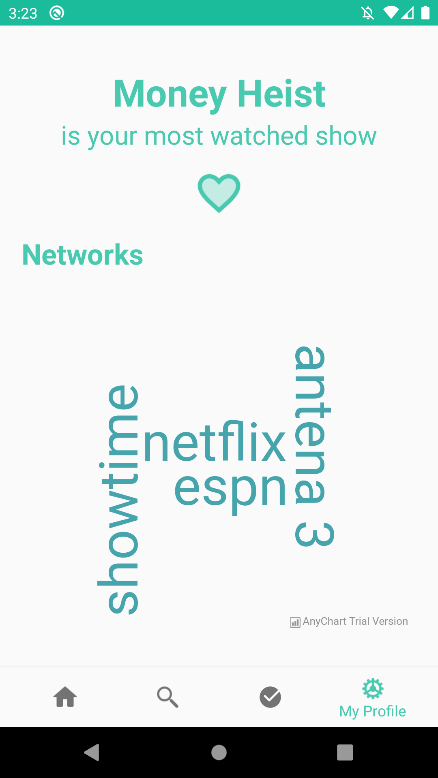 3:23
Money Heist
is your most watched show
Networks
showtime
netflix
espn
antena 3
AnyChart Trial Version
My Profile